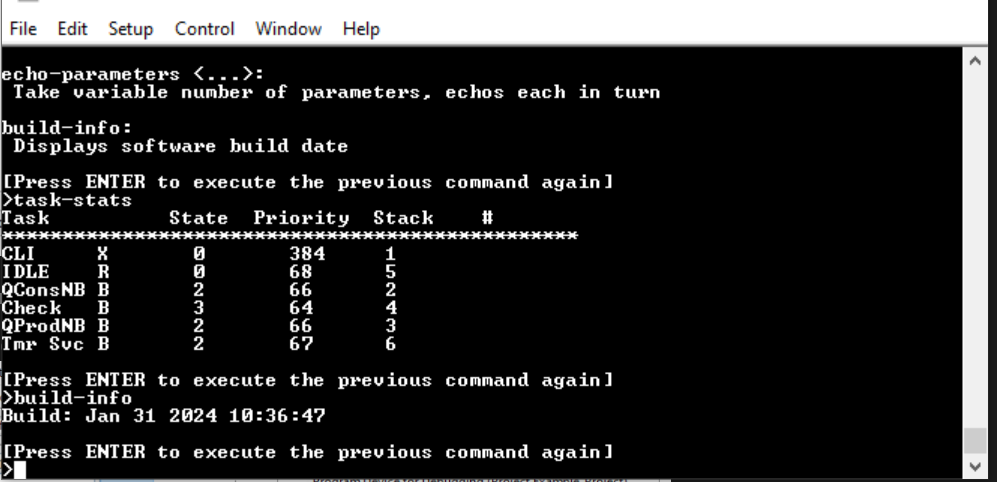 File Edit Setup Control Window Help
echo-parameters <...>:
 Take variable number of parameters, echos each in turn
build-info:
 Displays software build date
[Press ENTER to execute the previous command again]
>task-stats
Task          State  Priority  Stack    #
************************************************
CLI     X       0       384     1
IDLE    R       0       68      5
QConsNB B       2       66      2
Check   B       3       64      4
QProdNB B       2       66      3
Tmr Svc B       2       67      6
[Press ENTER to execute the previous command again]
>build-info
Build: Jan 31 2024 10:36:47
[Press ENTER to execute the previous command again]
>